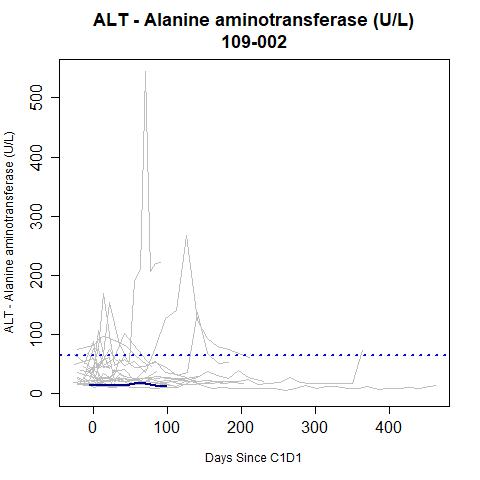 ALT - Alanine aminotransferase (U/L)
109-002
ALT - Alanine aminotransferase (U/L)
500
400
300
200
100
0
0 100 200 300 400
Days Since C1D1